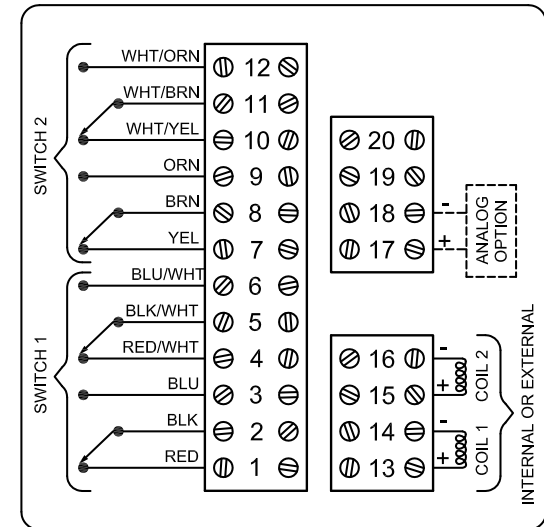 SWITCH 2
WHT/ORN 12
WHT/BRN 11
WHT/YEL 10
ORN 9
BRN 8
YEL 7
SWITCH 1
BLU/WHT 6
BLK/WHT 5
RED/WHT 4
BLU 3
BLK 2
RED 1
20
19
18 -
17 +
ANALOG
OPTION
16 -
15 +
COIL 2
14 -
13 +
COIL 1
INTERNAL OR EXTERNAL